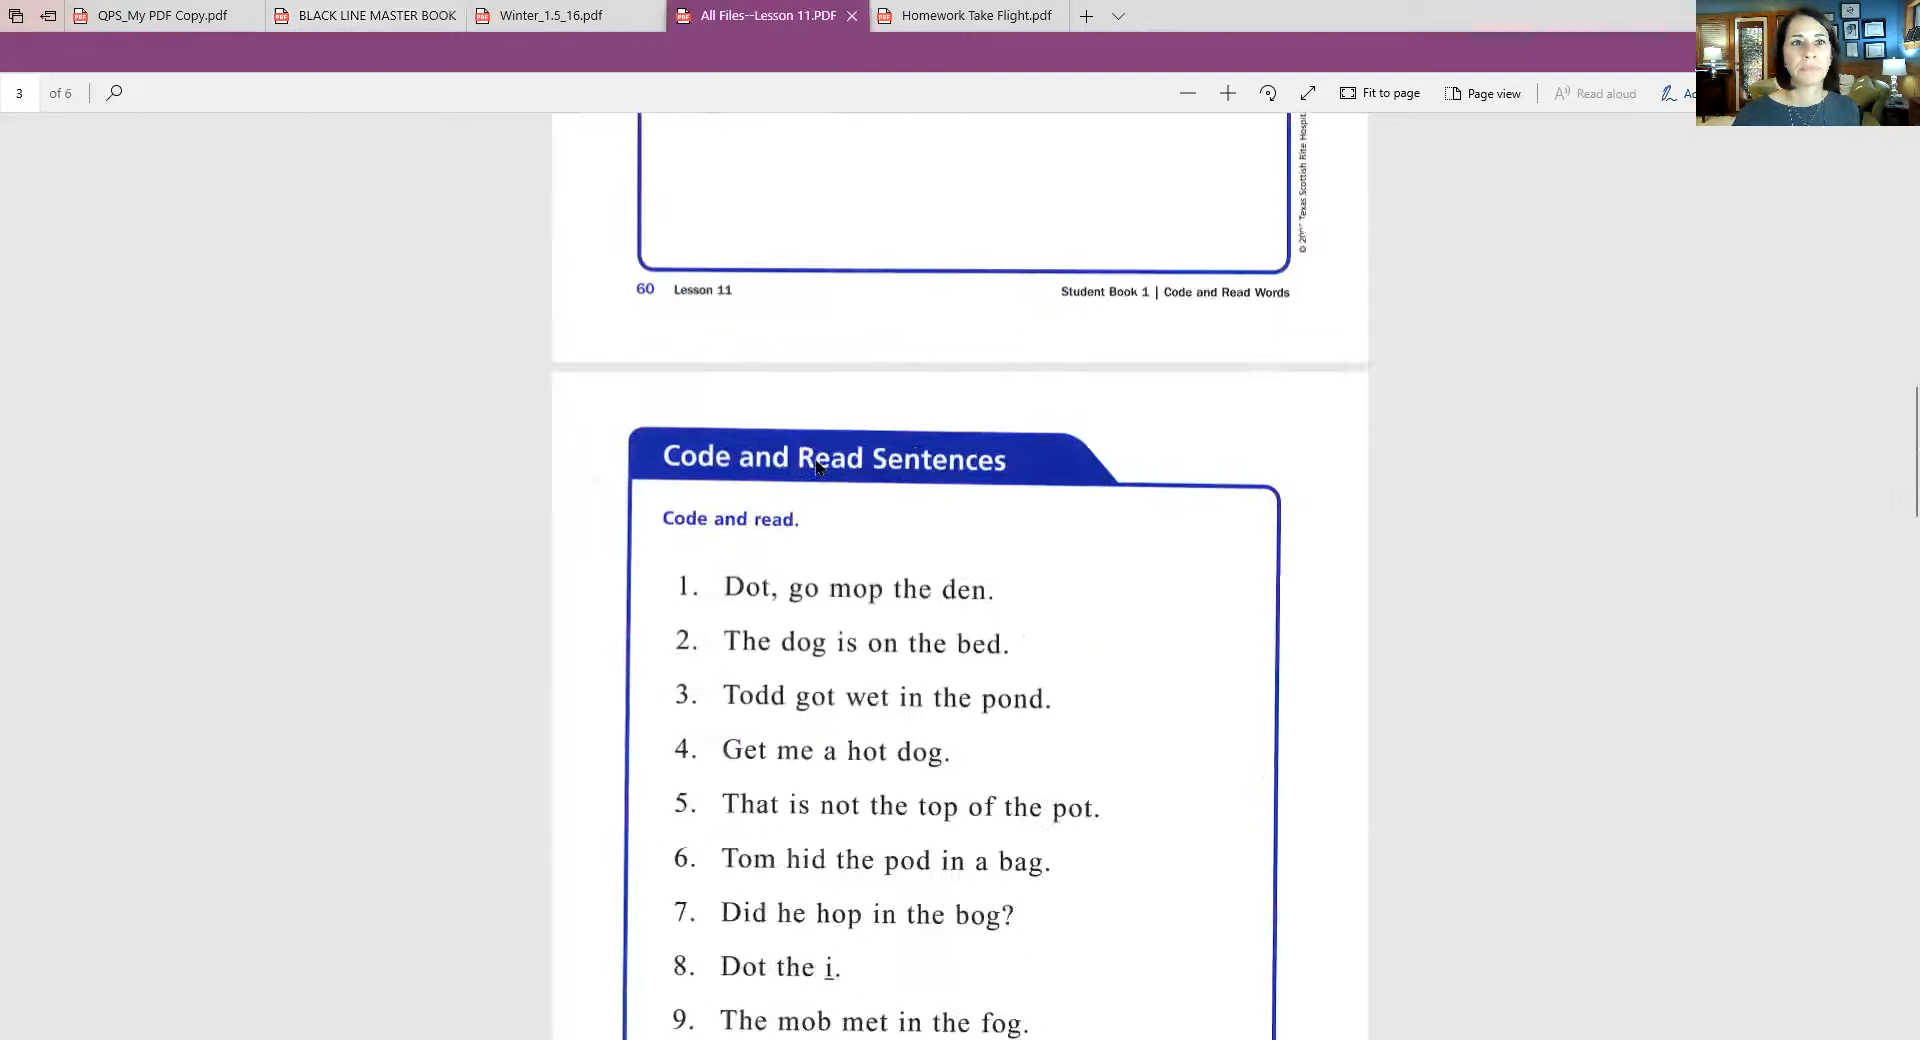 QPS_My PDF Copy.pdf
BLACK LINE MASTER BOOK
Winter_1.5_16.pdf
All Files--Lesson 11.PDF
Homework Take Flight.pdf
3 of 6
Fit to page
Page view
Read aloud
Texas Scottish Rite
60 Lesson 11
Student Book 1 | Code and Read Words
Code and Read Sentences
Code and read.
1. Dot, go mop the den.
2. The dog is on the bed.
3. Todd got wet in the pond.
4. Get me a hot dog.
5. That is not the top of the pot.
6. Tom hid the pod in a bag.
7. Did he hop in the bog?
8. Dot the i.
9. The mob met in the fog.